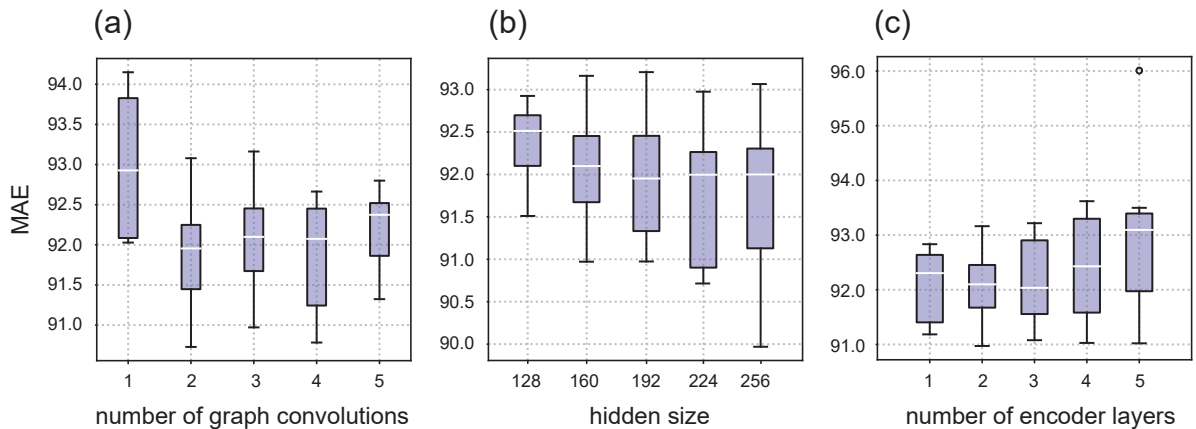 (a)
(b)
(c)
MAE
94.0
93.5
93.0
92.5
92.0
91.5
91.0
1 2 3 4 5
number of graph convolutions
93.0
92.5
92.0
91.5
91.0
90.5
90.0
128 160 192 224 256
hidden size
96.0
95.0
94.0
93.0
92.0
91.0
1 2 3 4 5
number of encoder layers